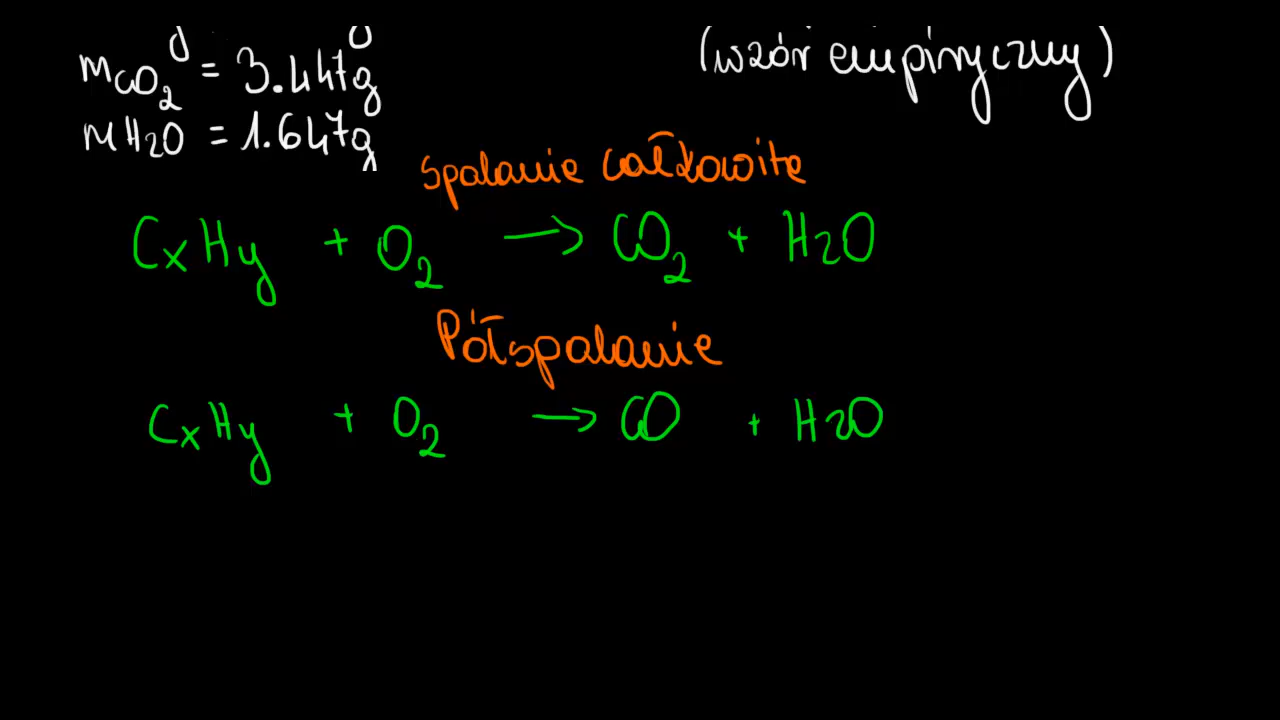 mCO2 = 3.447g
mH2O = 1.647g
(wzór empiryczny)
Spalanie całkowite
CxHy + O2 → CO2 + H2O
Półspalanie
CxHy + O2 → CO + H2O